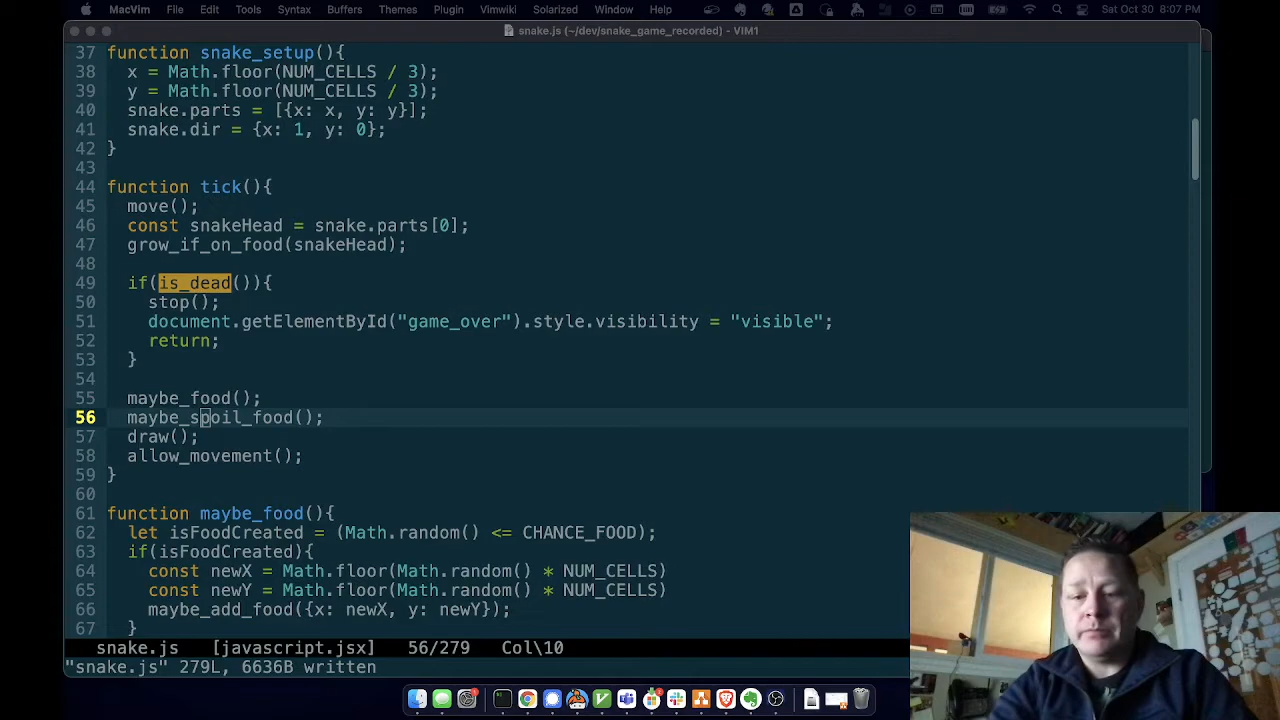 MacVim File Edit Tools Syntax Buffers Themes Plugin Vimwiki Solarized Window Help Sat Oct 30 8:07 PM
snake.js (~/dev/snake_game_recorded) - VIM1
37 function snake_setup(){
38 x = Math.floor(NUM_CELLS / 3);
39 y = Math.floor(NUM_CELLS / 3);
40 snake.parts = [{x: x, y: y}];
41 snake.dir = {x: 1, y: 0};
42 }
43
44 function tick(){
45 move();
46 const snakeHead = snake.parts[0];
47 grow_if_on_food(snakeHead);
48
49 if(is_dead()){
50 stop();
51 document.getElementById("game_over").style.visibility = "visible";
52 return;
53 }
54
55 maybe_food();
56 maybe_spoil_food();
57 draw();
58 allow_movement();
59 }
60
61 function maybe_food(){
62 let isFoodCreated = (Math.random() <= CHANCE_FOOD);
63 if(isFoodCreated){
64 const newX = Math.floor(Math.random() * NUM_CELLS)
65 const newY = Math.floor(Math.random() * NUM_CELLS)
66 maybe_add_food({x: newX, y: newY});
67 }
snake.js [javascript.jsx] 56/279 Col\10
"snake.js" 279L, 6636B written